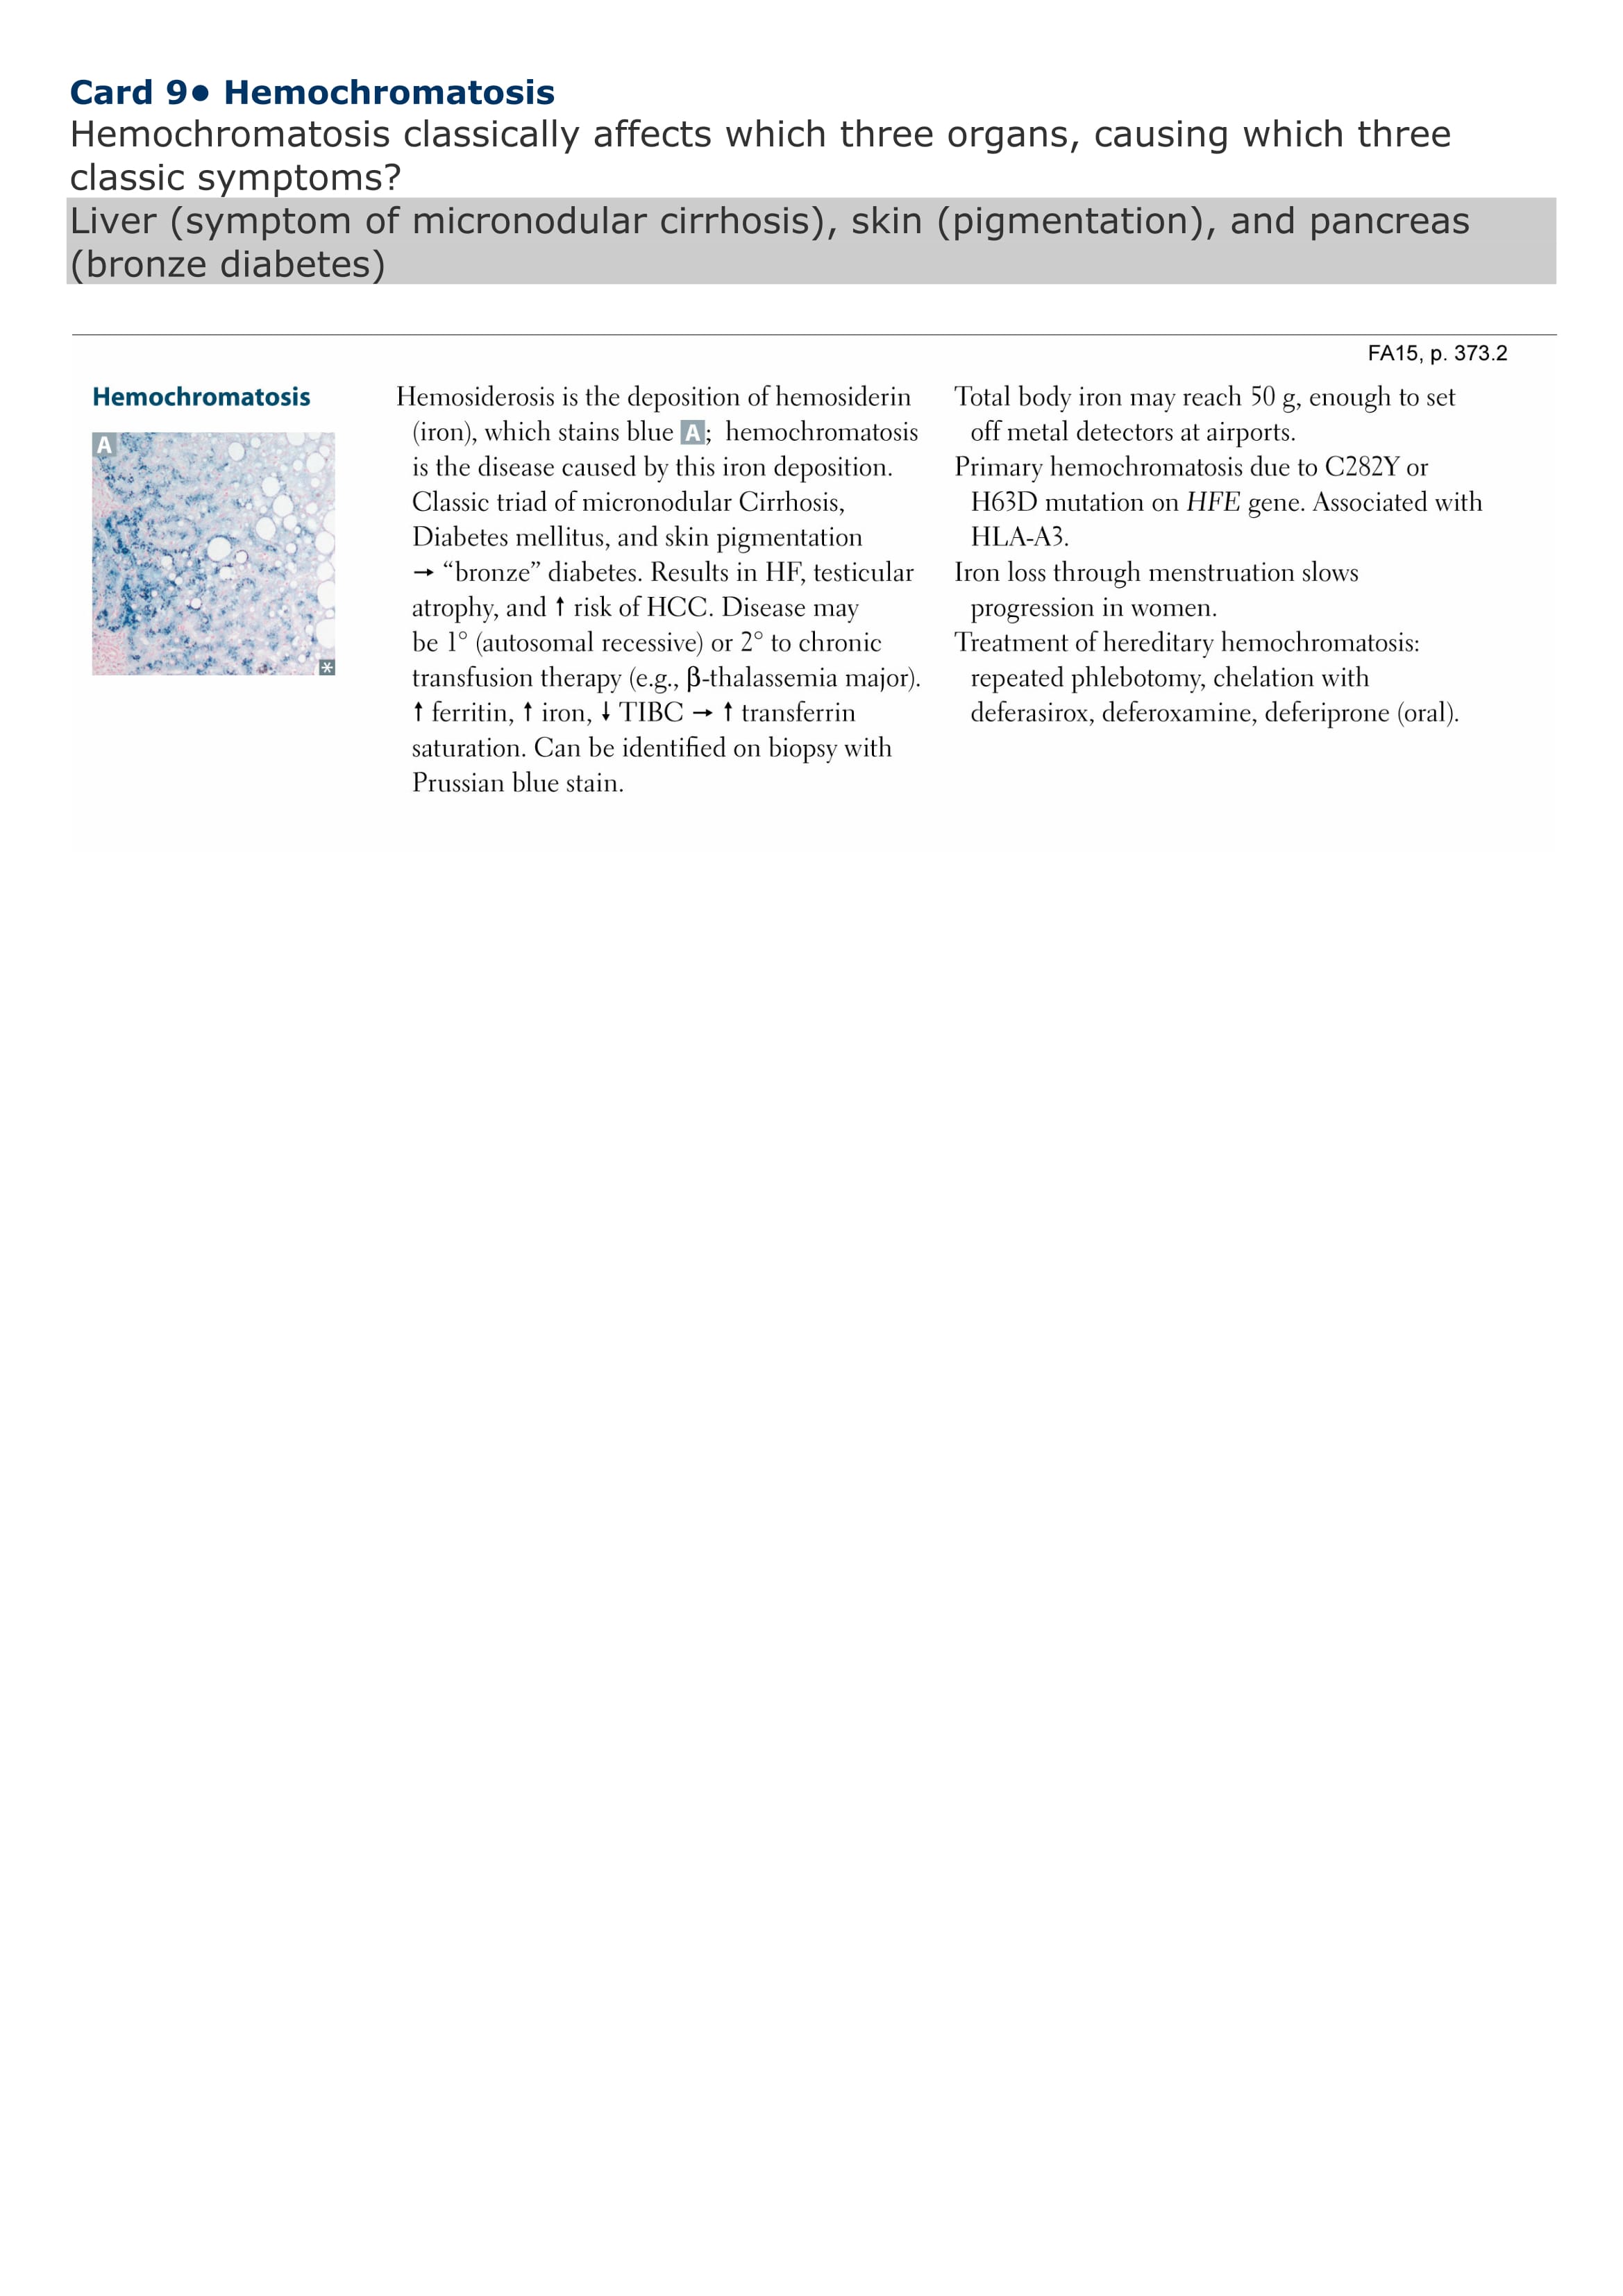 Card 9• Hemochromatosis
Hemochromatosis classically affects which three organs, causing which three
classic symptoms?
Liver (symptom of micronodular cirrhosis), skin (pigmentation), and pancreas
(bronze diabetes)
FA15, p. 373.2
Hemochromatosis
A
*
Hemosiderosis is the deposition of hemosiderin
(iron), which stains blue A; hemochromatosis
is the disease caused by this iron deposition.
Classic triad of micronodular Cirrhosis,
Diabetes mellitus, and skin pigmentation
→ “bronze” diabetes. Results in HF, testicular
atrophy, and ↑ risk of HCC. Disease may
be 1° (autosomal recessive) or 2° to chronic
transfusion therapy (e.g., β-thalassemia major).
↑ ferritin, ↑ iron, ↓ TIBC → ↑ transferrin
saturation. Can be identified on biopsy with
Prussian blue stain.
Total body iron may reach 50 g, enough to set
off metal detectors at airports.
Primary hemochromatosis due to C282Y or
H63D mutation on HFE gene. Associated with
HLA-A3.
Iron loss through menstruation slows
progression in women.
Treatment of hereditary hemochromatosis:
repeated phlebotomy, chelation with
deferasirox, deferoxamine, deferiprone (oral).